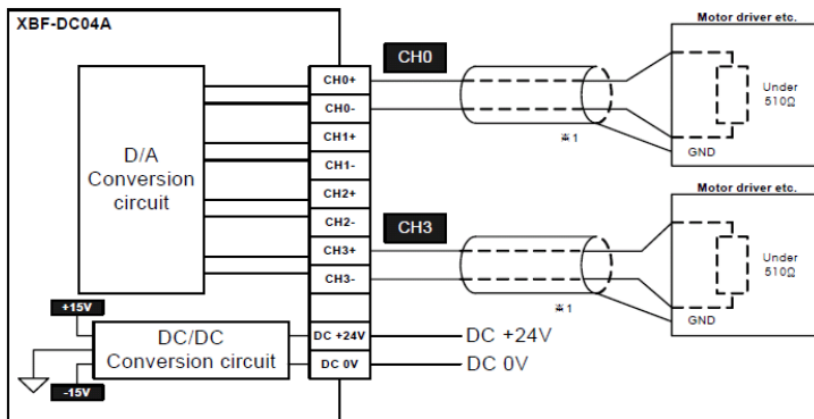 XBF-DC04A
D/A
Conversion
circuit
+15V
DC/DC
Conversion circuit
-15V
CH0+
CH0-
CH1+
CH1-
CH2+
CH2-
CH3+
CH3-
DC +24V
DC 0V
CH0
※1
Motor driver etc.
Under
510Ω
GND
CH3
※1
Motor driver etc.
Under
510Ω
GND
DC +24V
DC 0V